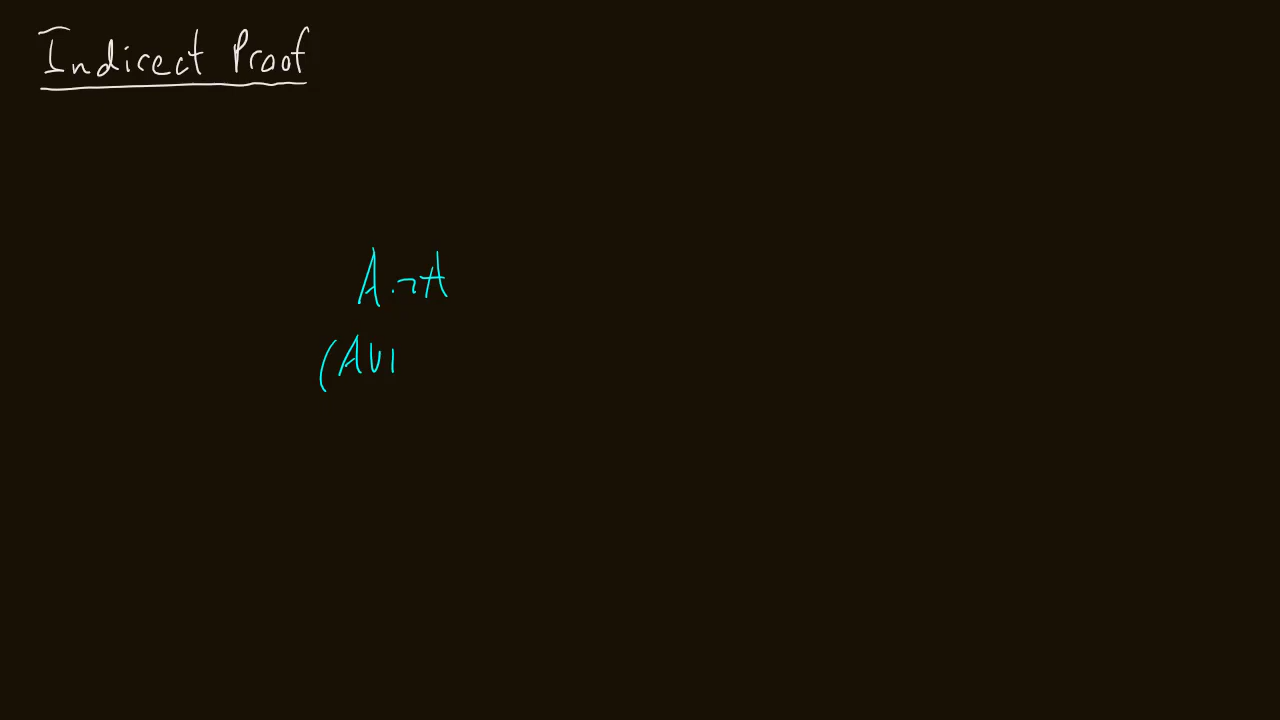 Indirect Proof
A · ¬A
(A ∨